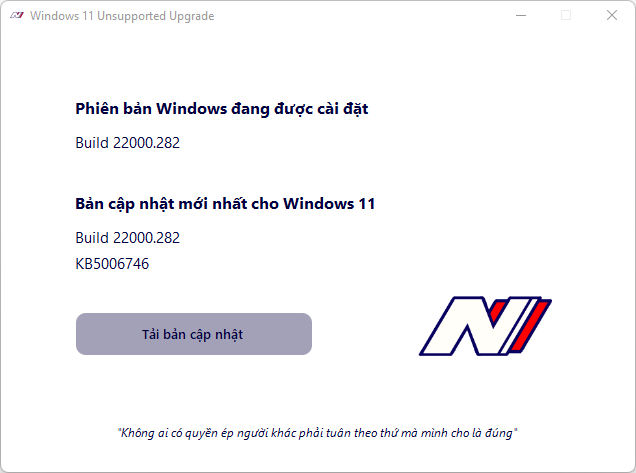 Windows 11 Unsupported Upgrade
Phiên bản Windows đang được cài đặt
Build 22000.282
Bản cập nhật mới nhất cho Windows 11
Build 22000.282
KB5006746
Tải bản cập nhật
"Không ai có quyền ép người khác phải tuân theo thứ mà mình cho là đúng"